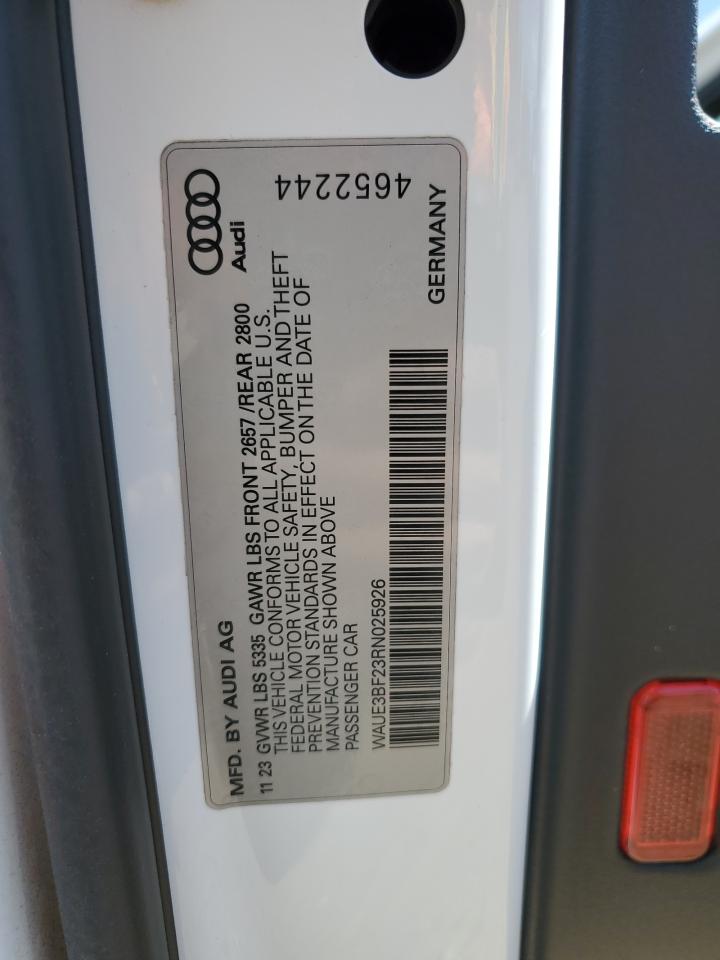 MFD. BY AUDI AG
Audi
11 23 GVWR LBS 5335 GAWR LBS FRONT 2657 /REAR 2800
THIS VEHICLE CONFORMS TO ALL APPLICABLE U.S.
FEDERAL MOTOR VEHICLE SAFETY, BUMPER AND THEFT
PREVENTION STANDARDS IN EFFECT ON THE DATE OF
MANUFACTURE SHOWN ABOVE
PASSENGER CAR
4652244
WAUE3BF23RN025926
GERMANY